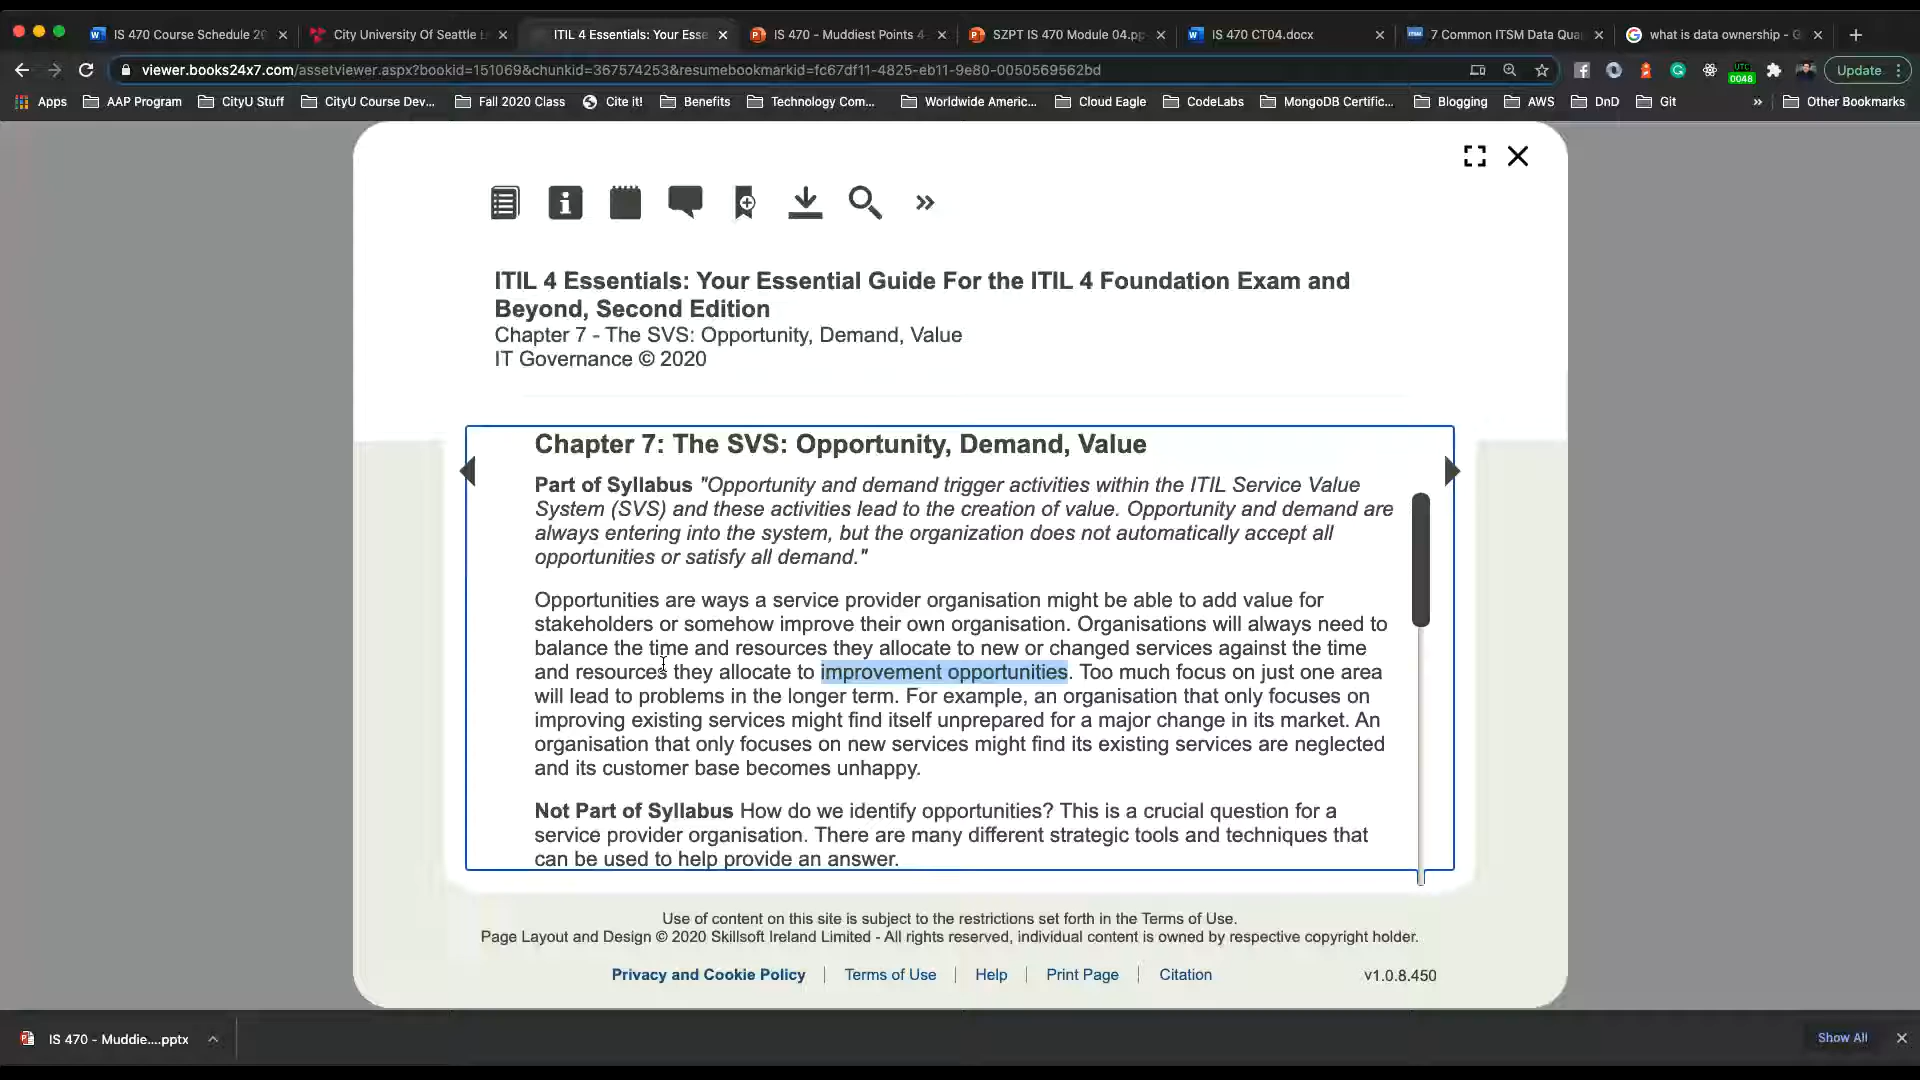 IS 470 Course Schedule 20
City University Of Seattle L
ITIL 4 Essentials: Your Esse
IS 470 - Muddiest Points 4
SZPT IS 470 Module 04.pp
IS 470 CT04.docx
7 Common ITSM Data Qua
what is data ownership - G
viewer.books24x7.com/assetviewer.aspx?bookid=151069&chunkid=367574253&resumebookmarkid=fc67df11-4825-eb11-9e80-0050569562bd
UTC
0048
Update
Apps
AAP Program
CityU Stuff
CityU Course Dev...
Fall 2020 Class
Cite it!
Benefits
Technology Com...
Worldwide Americ...
Cloud Eagle
CodeLabs
MongoDB Certific...
Blogging
AWS
DnD
Git
»
Other Bookmarks
ITIL 4 Essentials: Your Essential Guide For the ITIL 4 Foundation Exam and
Beyond, Second Edition
Chapter 7 - The SVS: Opportunity, Demand, Value
IT Governance © 2020
Chapter 7: The SVS: Opportunity, Demand, Value
Part of Syllabus "Opportunity and demand trigger activities within the ITIL Service Value
System (SVS) and these activities lead to the creation of value. Opportunity and demand are
always entering into the system, but the organization does not automatically accept all
opportunities or satisfy all demand."
Opportunities are ways a service provider organisation might be able to add value for
stakeholders or somehow improve their own organisation. Organisations will always need to
balance the time and resources they allocate to new or changed services against the time
and resources they allocate to improvement opportunities. Too much focus on just one area
will lead to problems in the longer term. For example, an organisation that only focuses on
improving existing services might find itself unprepared for a major change in its market. An
organisation that only focuses on new services might find its existing services are neglected
and its customer base becomes unhappy.
Not Part of Syllabus How do we identify opportunities? This is a crucial question for a
service provider organisation. There are many different strategic tools and techniques that
can be used to help provide an answer.
Use of content on this site is subject to the restrictions set forth in the Terms of Use.
Page Layout and Design © 2020 Skillsoft Ireland Limited - All rights reserved, individual content is owned by respective copyright holder.
Privacy and Cookie Policy | Terms of Use | Help | Print Page | Citation
v1.0.8.450
IS 470 - Muddie....pptx
Show All